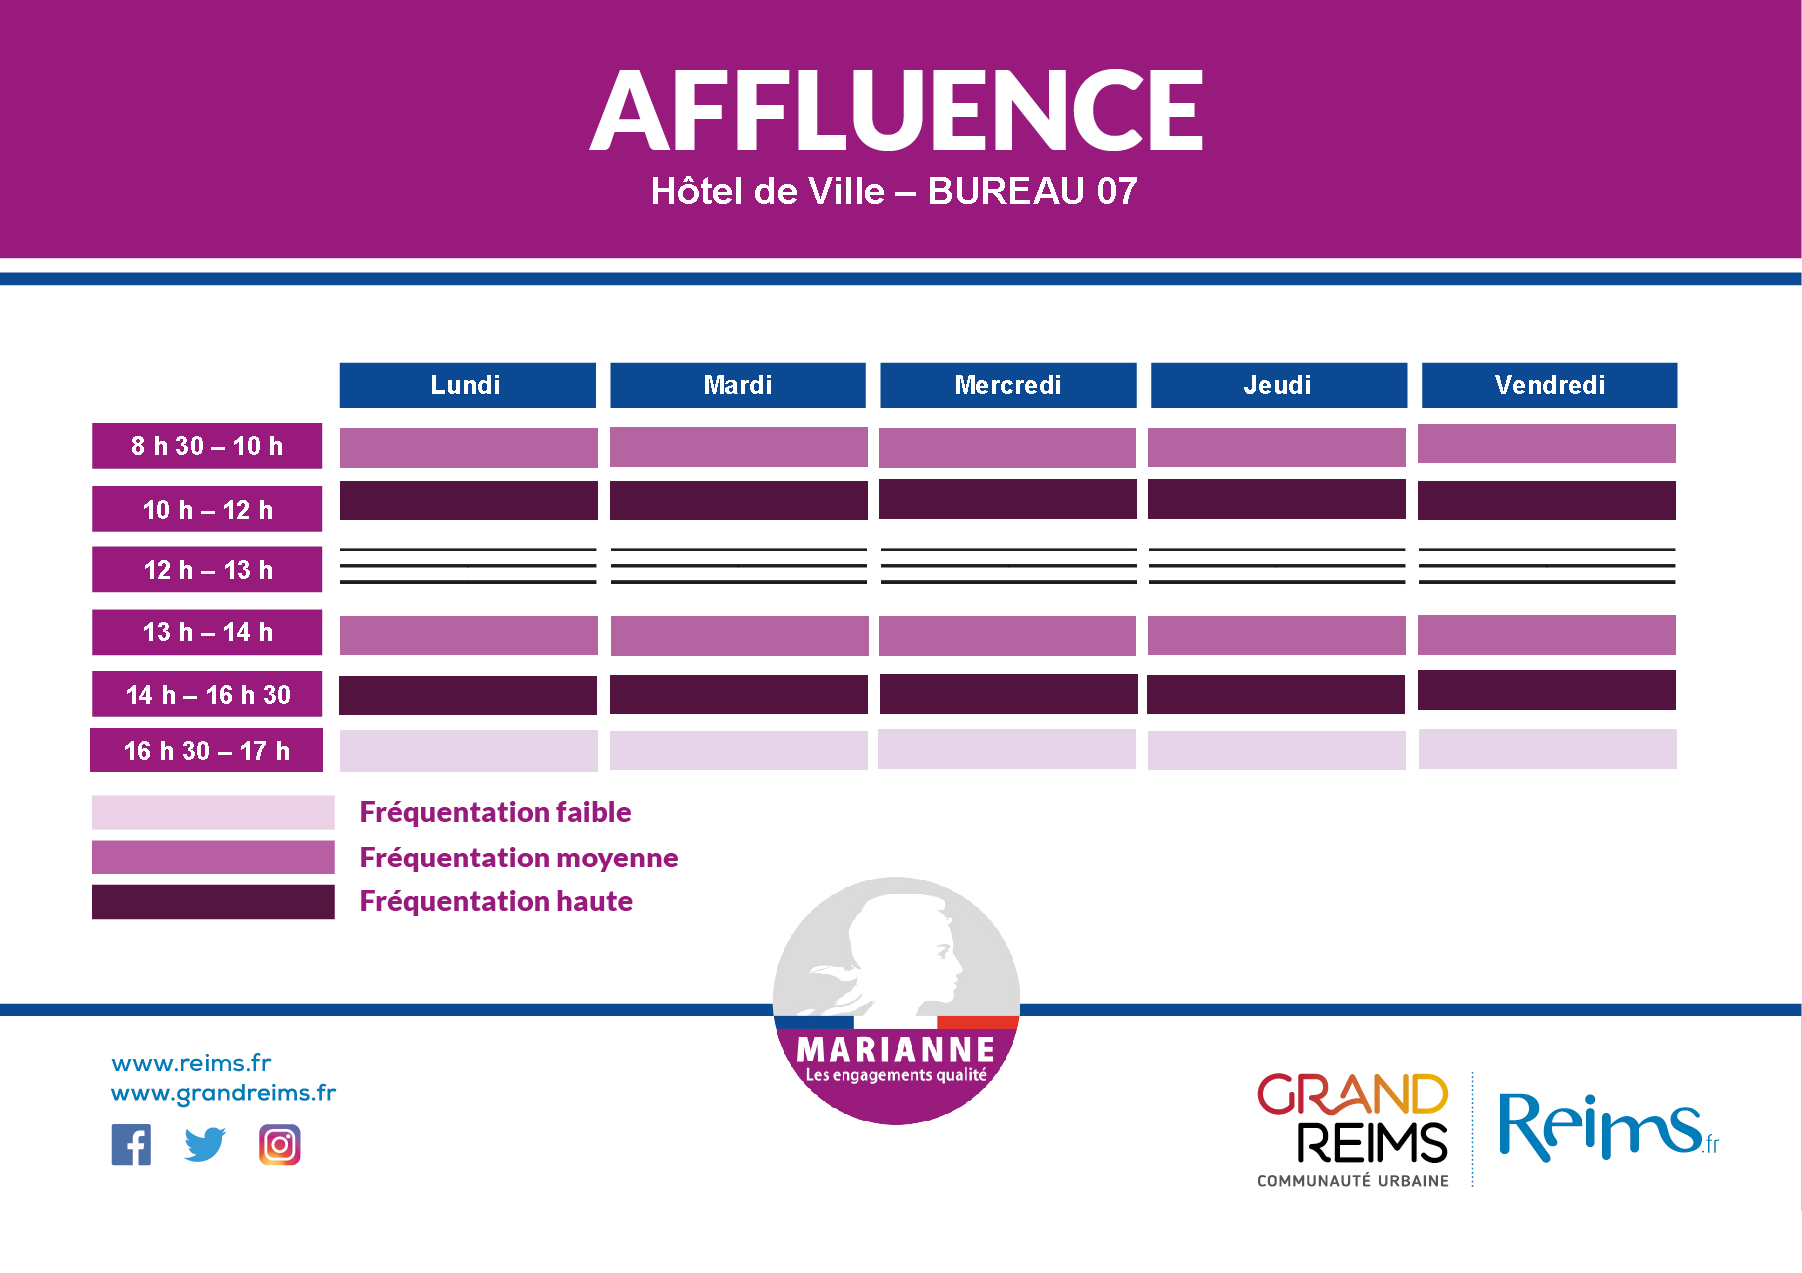 AFFLUENCE
Hôtel de Ville – BUREAU 07
Lundi Mardi Mercredi Jeudi Vendredi
8 h 30 – 10 h
10 h – 12 h
12 h – 13 h
13 h – 14 h
14 h – 16 h 30
16 h 30 – 17 h
Fréquentation faible
Fréquentation moyenne
Fréquentation haute
MARIANNE
Les engagements qualité
www.reims.fr
www.grandreims.fr
GRAND
REIMS
COMMUNAUTÉ URBAINE
Reims.fr